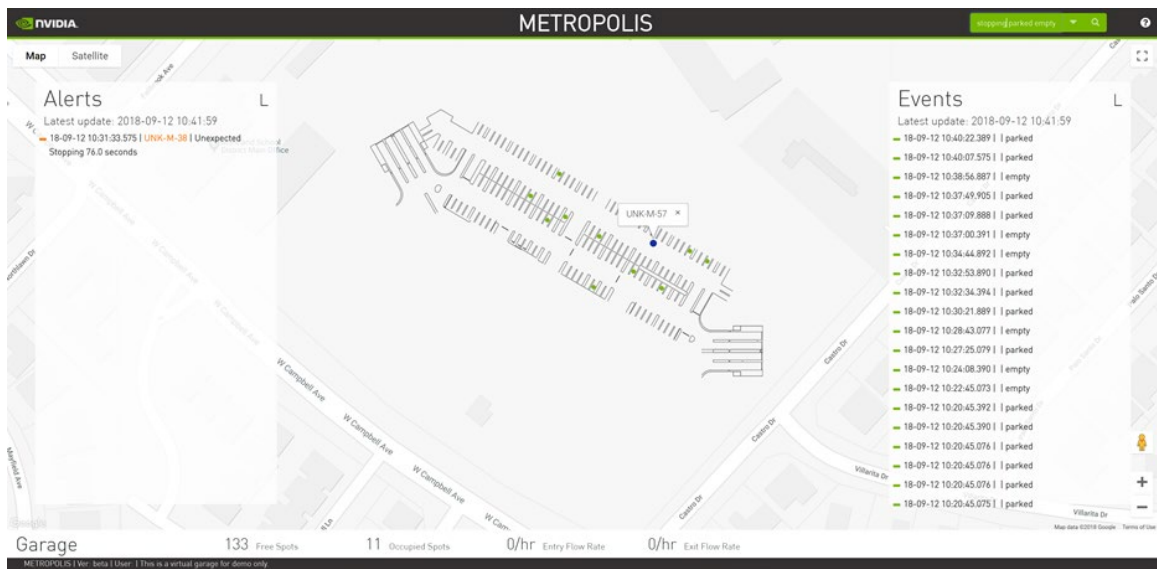 NVIDIA.
METROPOLIS
stopping parked empty
Map Satellite
Alerts L
Latest update: 2018-09-12 10:41:59
18-09-12 10:31:33.575 | UNK-M-38 | Unexpected
Stopping 76.0 seconds
UNK-M-57 ×
Events L
Latest update: 2018-09-12 10:41:59
18-09-12 10:40:22.389 | | parked
18-09-12 10:40:07.575 | | parked
18-09-12 10:38:56.887 | | empty
18-09-12 10:37:49.905 | | parked
18-09-12 10:37:09.888 | | parked
18-09-12 10:37:00.391 | | empty
18-09-12 10:34:44.892 | | empty
18-09-12 10:32:53.890 | | parked
18-09-12 10:32:34.394 | | parked
18-09-12 10:30:21.889 | | parked
18-09-12 10:28:43.077 | | empty
18-09-12 10:27:25.079 | | parked
18-09-12 10:24:08.390 | | empty
18-09-12 10:22:45.073 | | empty
18-09-12 10:20:45.392 | | parked
18-09-12 10:20:45.390 | | parked
18-09-12 10:20:45.076 | | parked
18-09-12 10:20:45.076 | | parked
18-09-12 10:20:45.076 | | parked
18-09-12 10:20:45.075 | | parked
W Campbell Ave
W Campbell Ave
W Campbell Ave
W Campbell Ave
Castro Dr
Castro Dr
Castro Dr
Villarita Dr
Villarita Dr
Google
Map data ©2018 Google Terms of Use
Garage 133 Free Spots 11 Occupied Spots 0/hr Entry Flow Rate 0/hr Exit Flow Rate
METROPOLIS | Ver: beta | User: | This is a virtual garage for demo only.